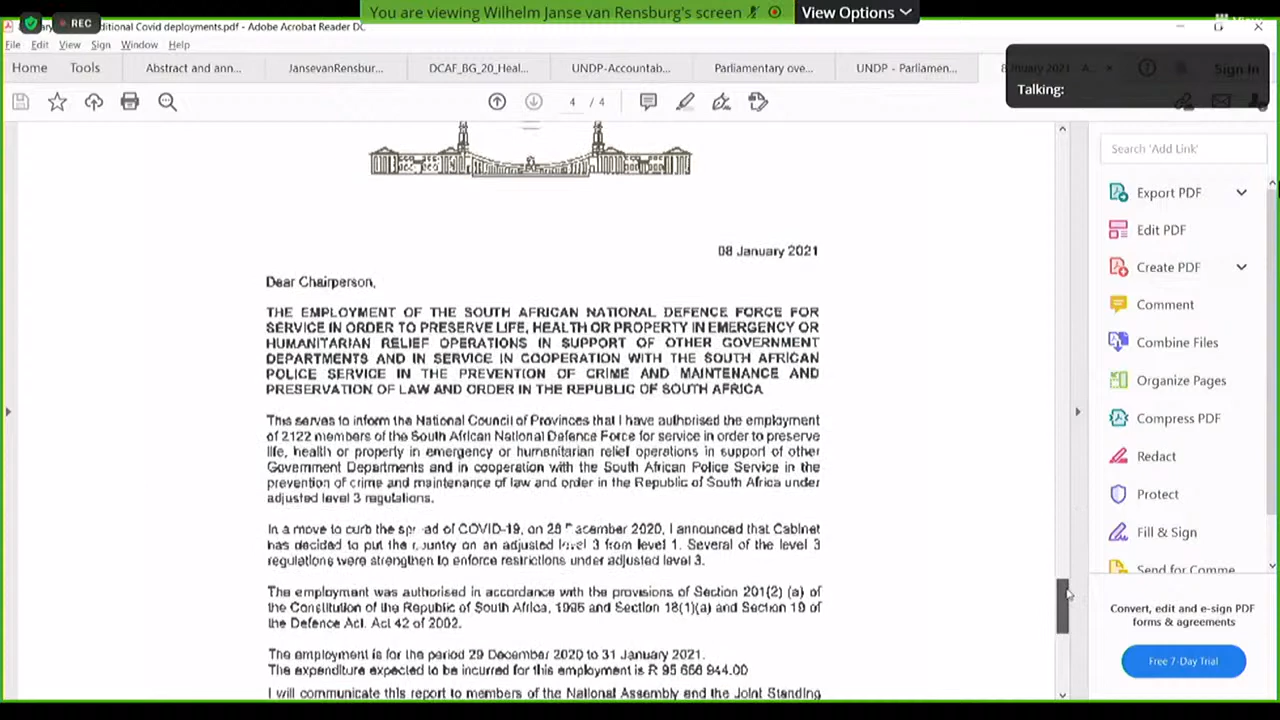 You are viewing Wilhelm Janse van Rensburg's screen
View Options
REC
ditional Covid deployments.pdf - Adobe Acrobat Reader DC
File Edit View Sign Window Help
Home Tools Abstract and ann... JansevanRensbur... DCAF_BG_20_Heal... UNDP-Accountab... Parliamentary ove... UNDP - Parliamen... Sign In
Talking:
4 / 4
Search 'Add Link'
Export PDF
Edit PDF
Create PDF
Comment
Combine Files
Organize Pages
Compress PDF
Redact
Protect
Fill & Sign
Send for Comme
Convert, edit and e-sign PDF
forms & agreements
Free 7-Day Trial
08 January 2021
Dear Chairperson,
THE EMPLOYMENT OF THE SOUTH AFRICAN NATIONAL DEFENCE FORCE FOR
SERVICE IN ORDER TO PRESERVE LIFE, HEALTH OR PROPERTY IN EMERGENCY OR
HUMANITARIAN RELIEF OPERATIONS IN SUPPORT OF OTHER GOVERNMENT
DEPARTMENTS AND IN SERVICE IN COOPERATION WITH THE SOUTH AFRICAN
POLICE SERVICE IN THE PREVENTION OF CRIME AND MAINTENANCE AND
PRESERVATION OF LAW AND ORDER IN THE REPUBLIC OF SOUTH AFRICA
This serves to inform the National Council of Provinces that I have authorised the employment
of 2122 members of the South African National Defence Force for service in order to preserve
life, health or property in emergency or humanitarian relief operations in support of other
Government Departments and in cooperation with the South African Police Service in the
prevention of crime and maintenance of law and order in the Republic of South Africa under
adjusted level 3 regulations.
In a move to curb the spread of COVID-19, on 28 December 2020, I announced that Cabinet
has decided to put the country on an adjusted level 3 from level 1. Several of the level 3
regulations were strengthen to enforce restrictions under adjusted level 3.
The employment was authorised in accordance with the provisions of Section 201(2) (a) of
the Constitution of the Republic of South Africa, 1996 and Section 18(1)(a) and Section 19 of
the Defence Act, Act 42 of 2002.
The employment is for the period 29 December 2020 to 31 January 2021.
The expenditure expected to be incurred for this employment is R 95 666 944.00
I will communicate this report to members of the National Assembly and the Joint Standing